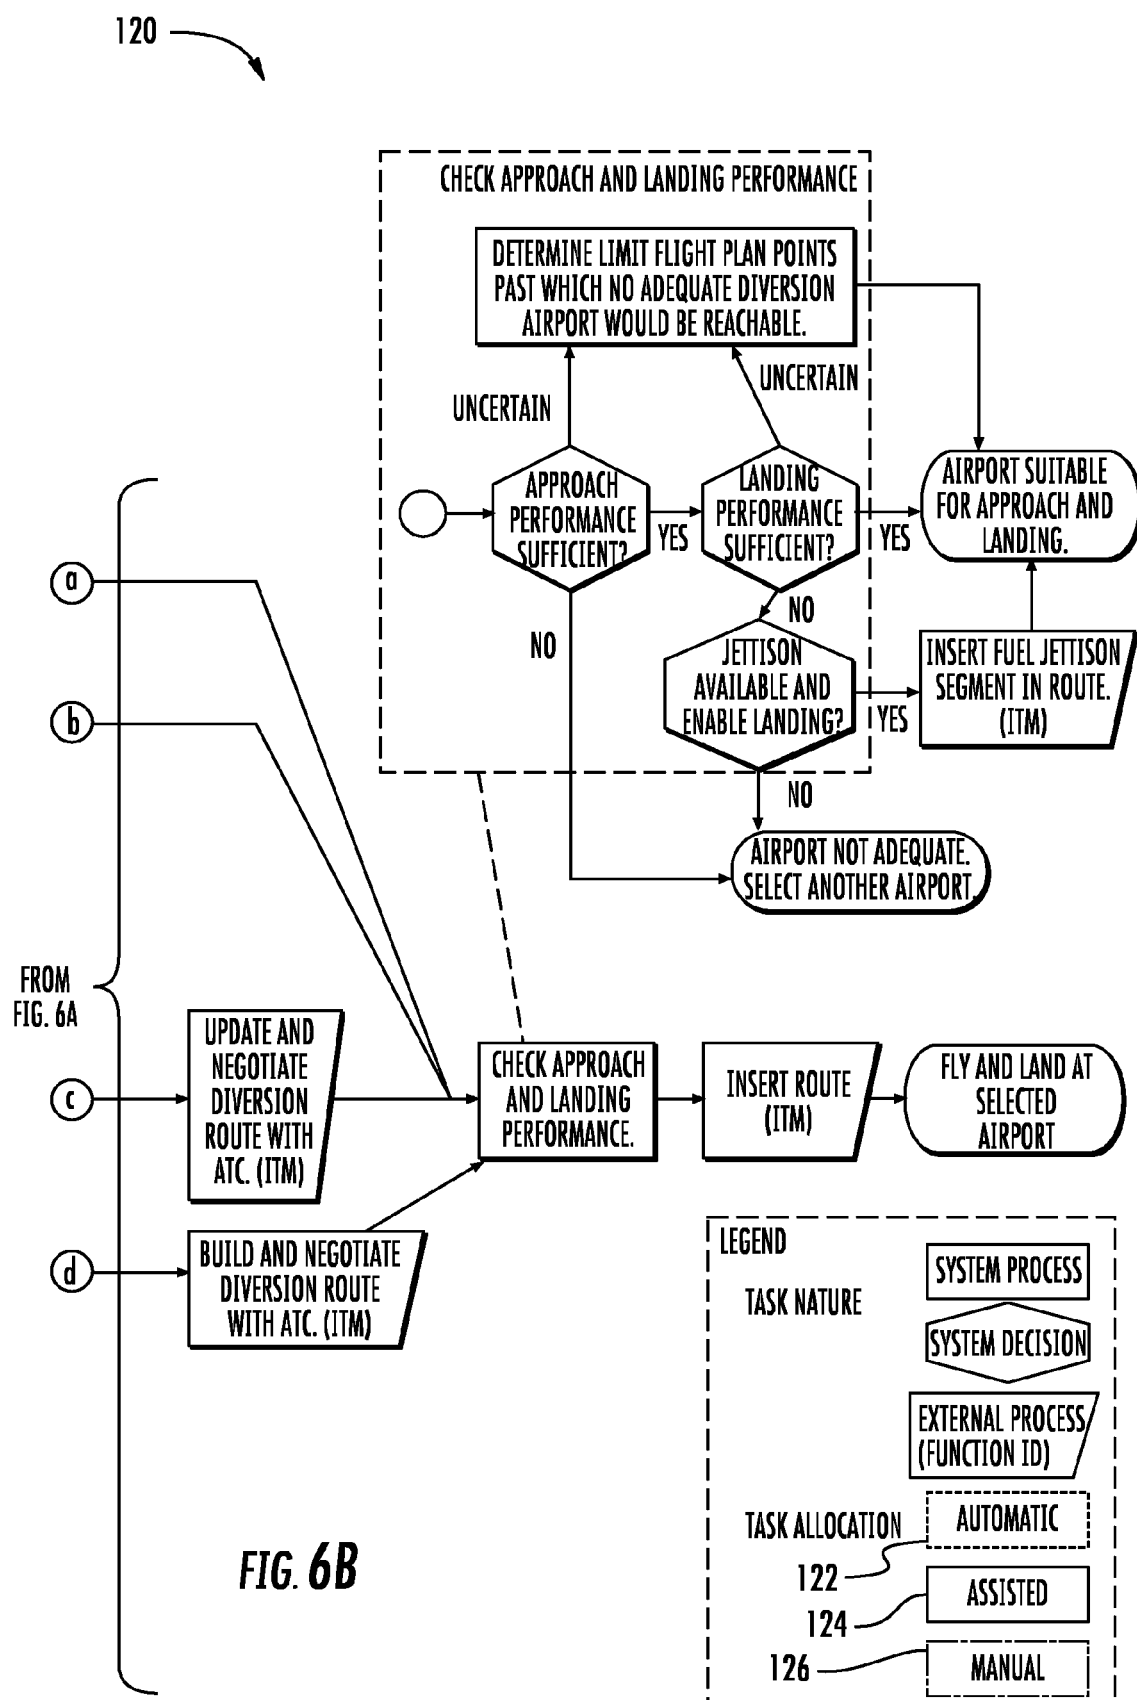 120
CHECK APPROACH AND LANDING PERFORMANCE
DETERMINE LIMIT FLIGHT PLAN POINTS
PAST WHICH NO ADEQUATE DIVERSION
AIRPORT WOULD BE REACHABLE.
UNCERTAIN
UNCERTAIN
APPROACH
PERFORMANCE
SUFFICIENT?
YES
LANDING
PERFORMANCE
SUFFICIENT?
YES
AIRPORT SUITABLE
FOR APPROACH AND
LANDING.
NO
NO
JETTISON
AVAILABLE AND
ENABLE LANDING?
YES
INSERT FUEL JETTISON
SEGMENT IN ROUTE.
(ITM)
NO
AIRPORT NOT ADEQUATE.
SELECT ANOTHER AIRPORT.
a
b
FROM
FIG. 6A
c
UPDATE AND
NEGOTIATE
DIVERSION
ROUTE WITH
ATC. (ITM)
CHECK APPROACH
AND LANDING
PERFORMANCE.
INSERT ROUTE
(ITM)
FLY AND LAND AT
SELECTED
AIRPORT
d
BUILD AND NEGOTIATE
DIVERSION ROUTE
WITH ATC. (ITM)
LEGEND
TASK NATURE
SYSTEM PROCESS
SYSTEM DECISION
EXTERNAL PROCESS
(FUNCTION ID)
TASK ALLOCATION
AUTOMATIC
122
ASSISTED
124
MANUAL
126
FIG. 6B